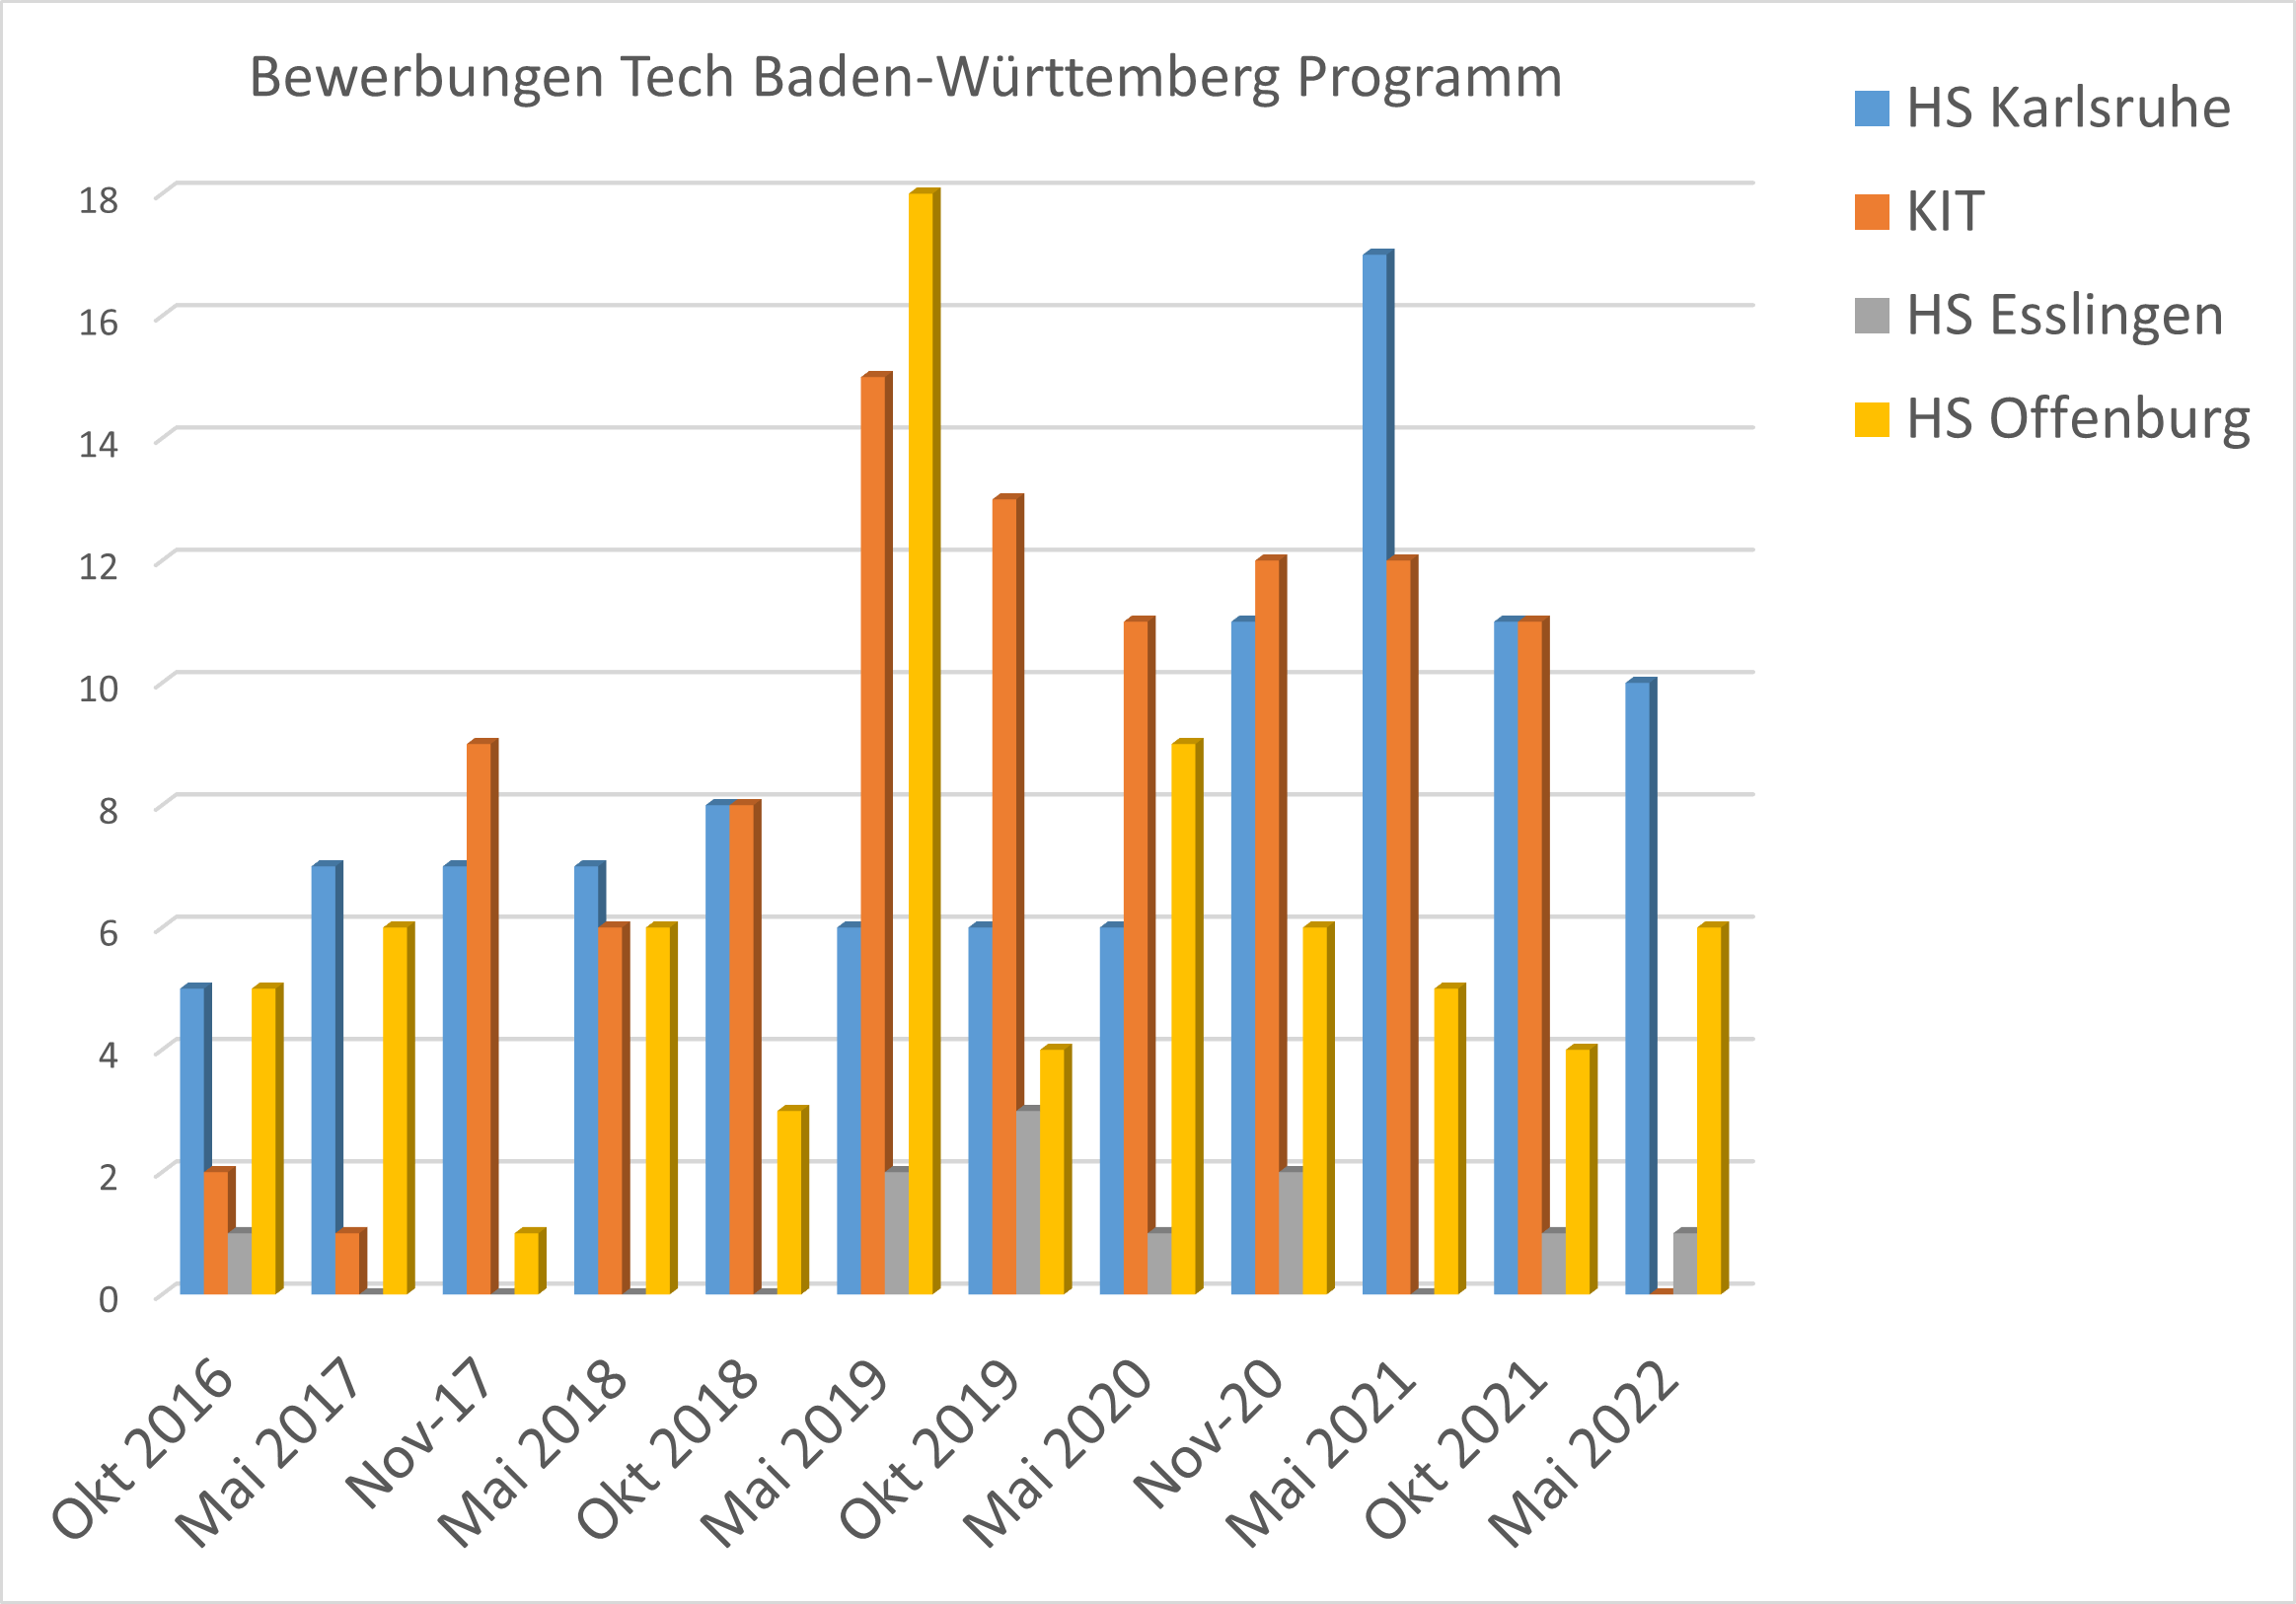 Bewerbungen Tech Baden-Württemberg Programm
HS Karlsruhe
KIT
HS Esslingen
HS Offenburg
18
16
14
12
10
8
6
4
2
0
Okt 2016
Mai 2017
Nov-17
Mai 2018
Okt 2018
Mai 2019
Okt 2019
Mai 2020
Nov-20
Mai 2021
Okt 2021
Mai 2022